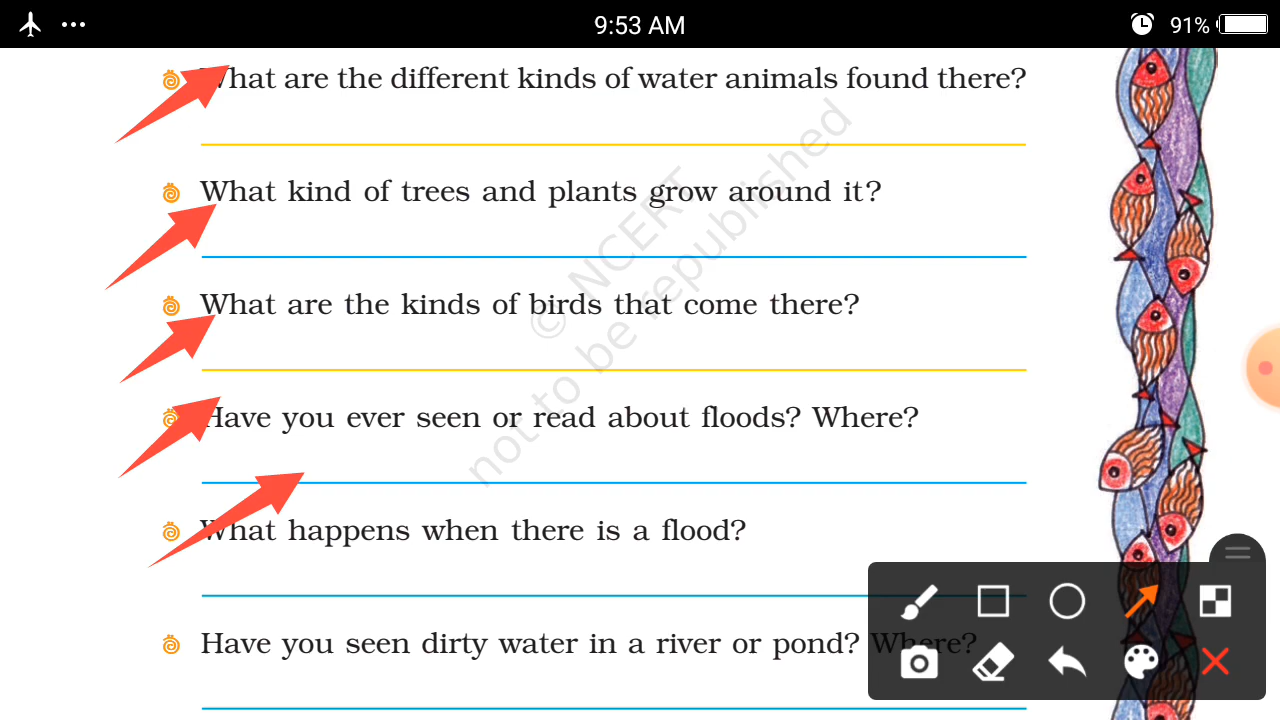 9:53 AM
91%
What are the different kinds of water animals found there?
What kind of trees and plants grow around it?
What are the kinds of birds that come there?
Have you ever seen or read about floods? Where?
What happens when there is a flood?
Have you seen dirty water in a river or pond? Where?
© NCERT
not to be republished